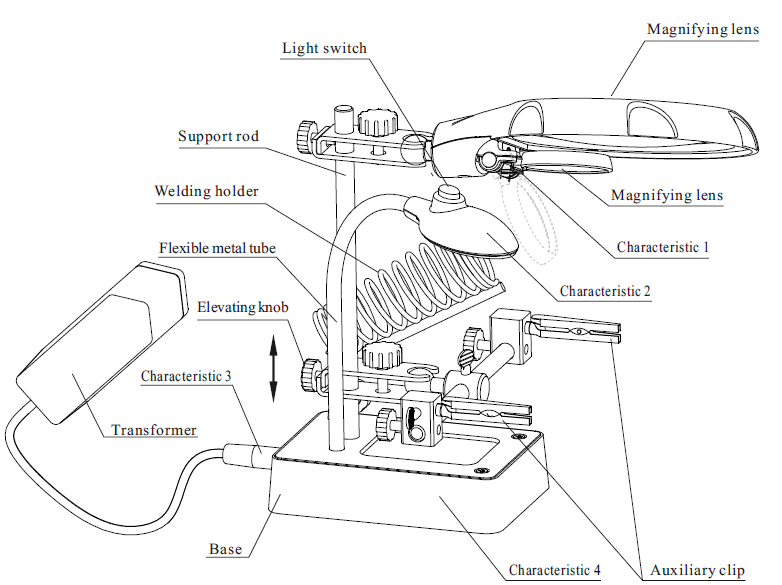 Magnifying lens
Light switch
Support rod
Welding holder
Magnifying lens
Characteristic 1
Flexible metal tube
Characteristic 2
Elevating knob
Characteristic 3
Transformer
Base
Characteristic 4
Auxiliary clip